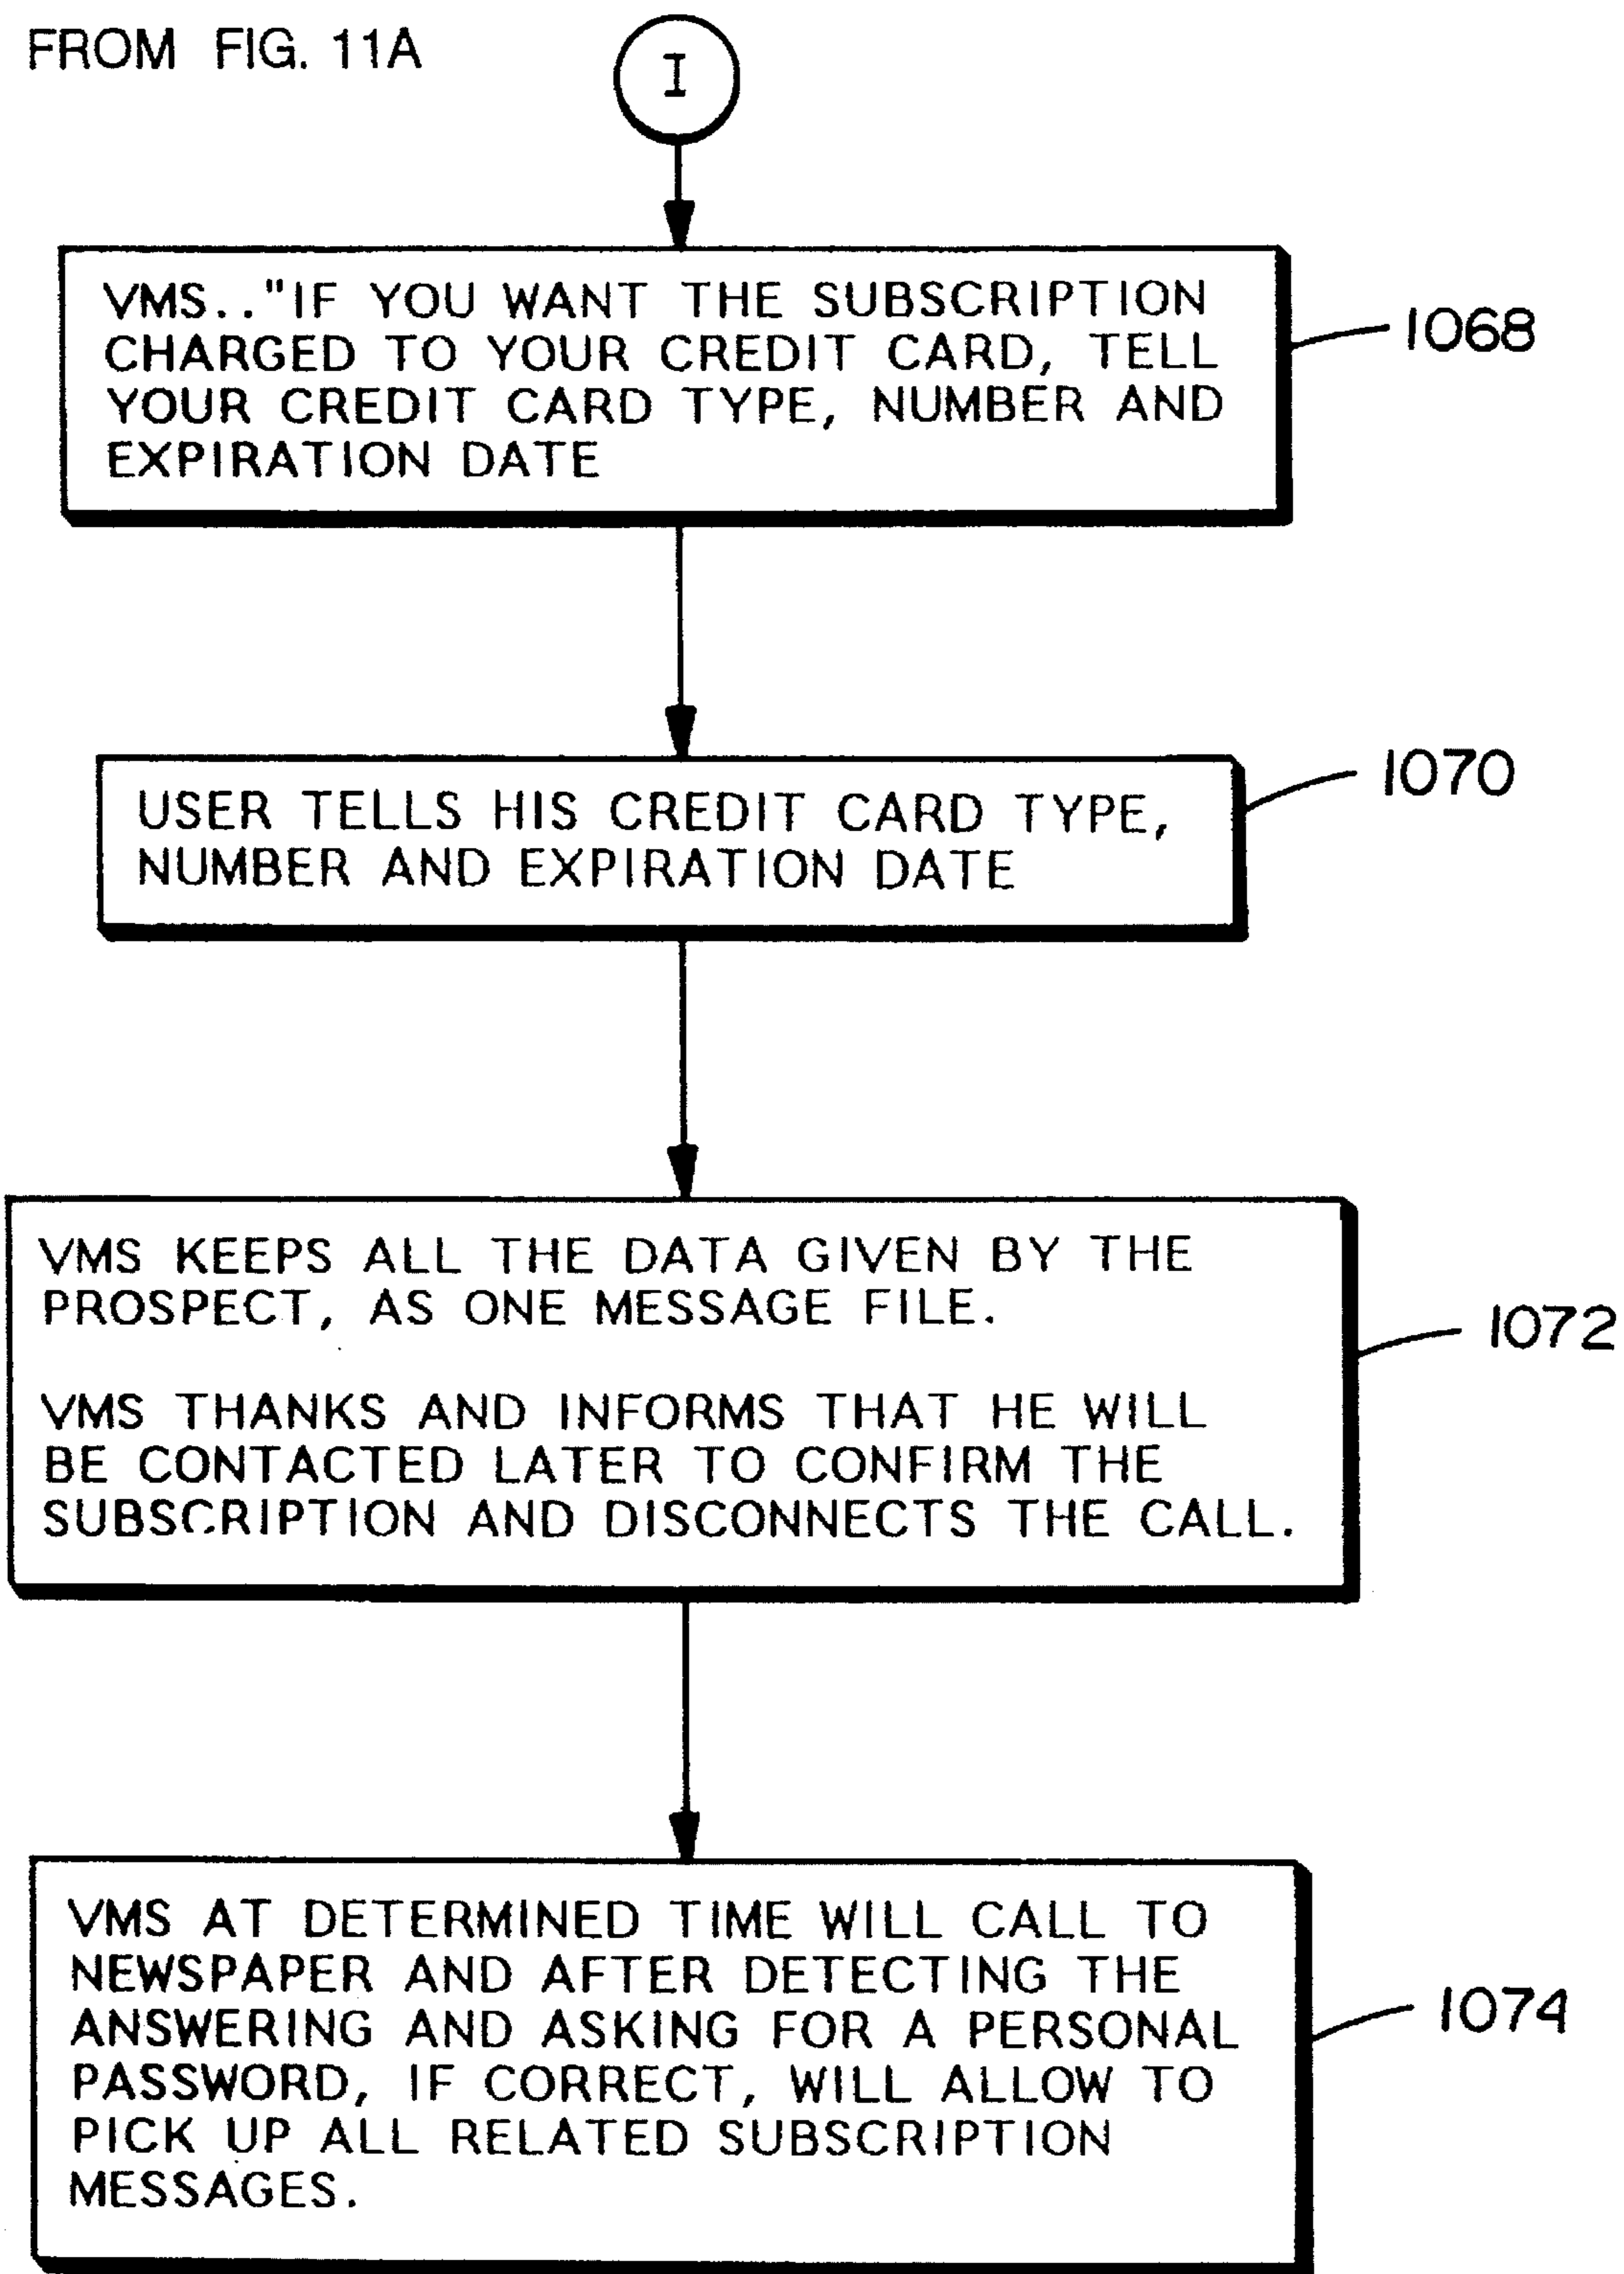 FROM FIG. 11A
I
VMS.."IF YOU WANT THE SUBSCRIPTION
CHARGED TO YOUR CREDIT CARD, TELL
YOUR CREDIT CARD TYPE, NUMBER AND
EXPIRATION DATE
1068
USER TELLS HIS CREDIT CARD TYPE,
NUMBER AND EXPIRATION DATE
1070
VMS KEEPS ALL THE DATA GIVEN BY THE
PROSPECT, AS ONE MESSAGE FILE.
VMS THANKS AND INFORMS THAT HE WILL
BE CONTACTED LATER TO CONFIRM THE
SUBSCRIPTION AND DISCONNECTS THE CALL.
1072
VMS AT DETERMINED TIME WILL CALL TO
NEWSPAPER AND AFTER DETECTING THE
ANSWERING AND ASKING FOR A PERSONAL
PASSWORD, IF CORRECT, WILL ALLOW TO
PICK UP ALL RELATED SUBSCRIPTION
MESSAGES.
1074